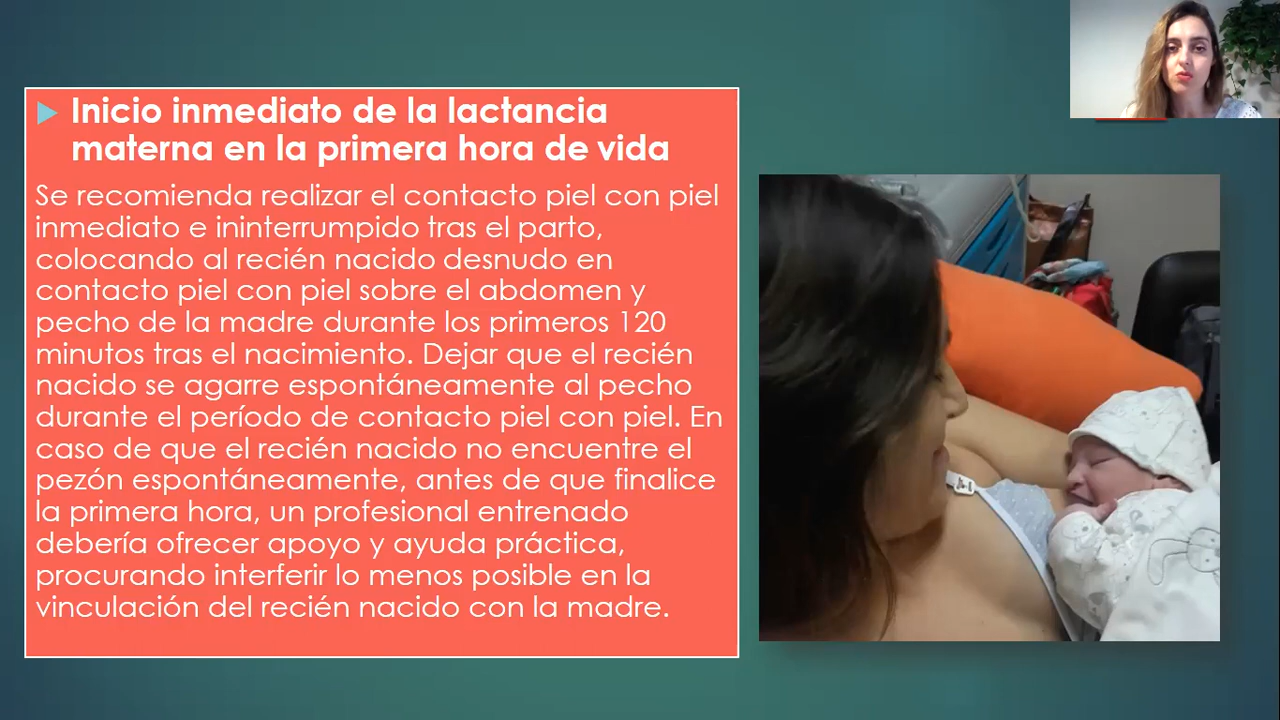 Inicio inmediato de la lactancia
materna en la primera hora de vida
Se recomienda realizar el contacto piel con piel
inmediato e ininterrumpido tras el parto,
colocando al recién nacido desnudo en
contacto piel con piel sobre el abdomen y
pecho de la madre durante los primeros 120
minutos tras el nacimiento. Dejar que el recién
nacido se agarre espontáneamente al pecho
durante el período de contacto piel con piel. En
caso de que el recién nacido no encuentre el
pezón espontáneamente, antes de que finalice
la primera hora, un profesional entrenado
debería ofrecer apoyo y ayuda práctica,
procurando interferir lo menos posible en la
vinculación del recién nacido con la madre.